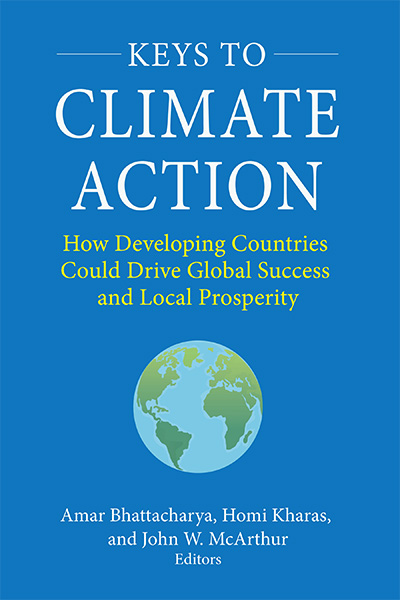 KEYS TO
CLIMATE
ACTION
How Developing Countries
Could Drive Global Success
and Local Prosperity
Amar Bhattacharya, Homi Kharas,
and John W. McArthur
Editors